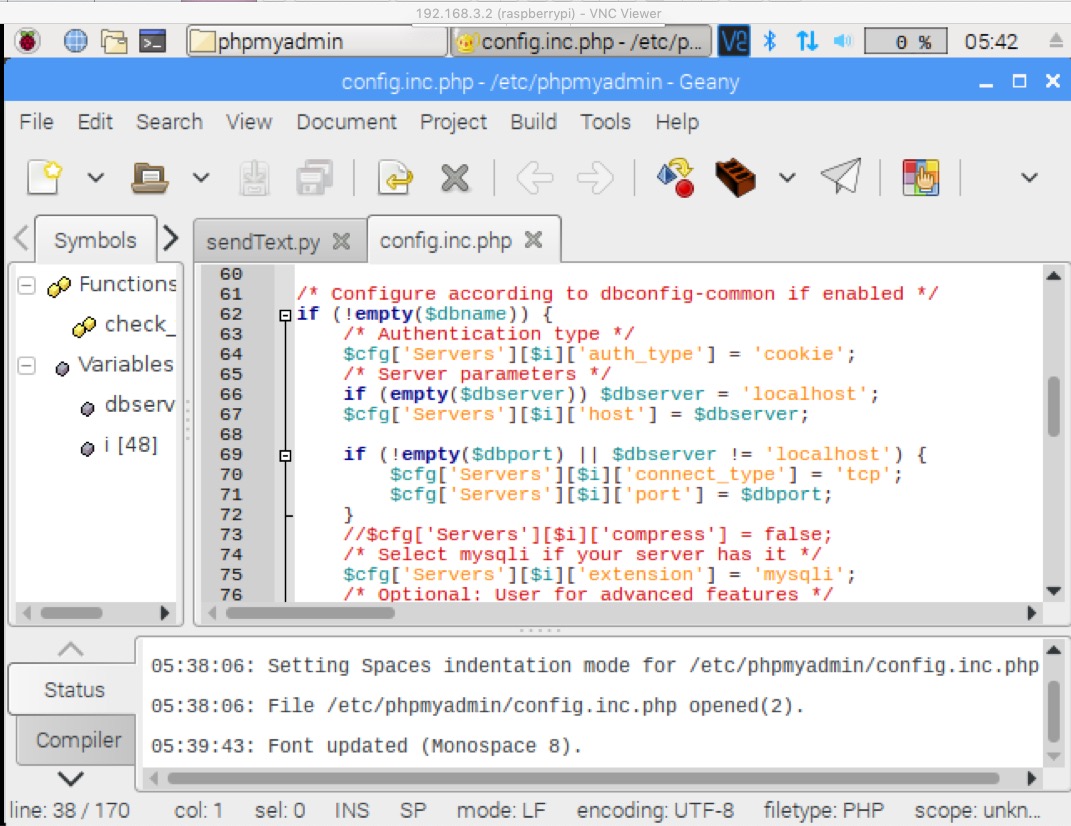 192.168.3.2 (raspberrypi) - VNC Viewer
phpmyadmin
config.inc.php - /etc/p...
V2
0 %
05:42
config.inc.php - /etc/phpmyadmin - Geany
File Edit Search View Document Project Build Tools Help
Symbols
sendText.py
config.inc.php
Functions
check_
Variables
dbserv
i [48]
60
61 /* Configure according to dbconfig-common if enabled */
62 if (!empty($dbname)) {
63     /* Authentication type */
64     $cfg['Servers'][$i]['auth_type'] = 'cookie';
65     /* Server parameters */
66     if (empty($dbserver)) $dbserver = 'localhost';
67     $cfg['Servers'][$i]['host'] = $dbserver;
68
69     if (!empty($dbport) || $dbserver != 'localhost') {
70         $cfg['Servers'][$i]['connect_type'] = 'tcp';
71         $cfg['Servers'][$i]['port'] = $dbport;
72     }
73     //$cfg['Servers'][$i]['compress'] = false;
74     /* Select mysqli if your server has it */
75     $cfg['Servers'][$i]['extension'] = 'mysqli';
76     /* Optional: User for advanced features */
Status
Compiler
05:38:06: Setting Spaces indentation mode for /etc/phpmyadmin/config.inc.php
05:38:06: File /etc/phpmyadmin/config.inc.php opened(2).
05:39:43: Font updated (Monospace 8).
line: 38 / 170 col: 1 sel: 0 INS SP mode: LF encoding: UTF-8 filetype: PHP scope: unkn...